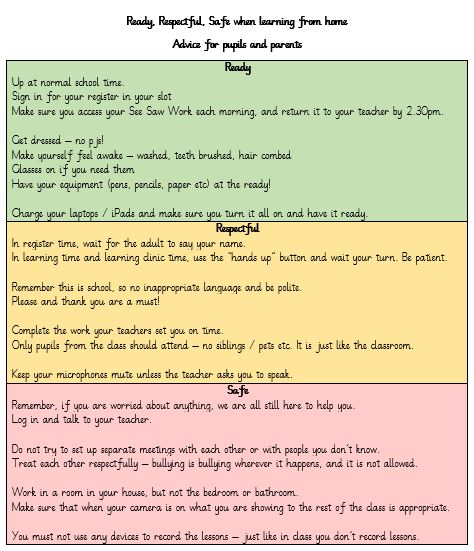 Ready, Respectful, Safe when learning from home
Advice for pupils and parents
Ready
Up at normal school time.
Sign in for your register in your slot
Make sure you access your See Saw Work each morning, and return it to your teacher by 2.30pm.
Get dressed – no pjs!
Make yourself feel awake – washed, teeth brushed, hair combed
Glasses on if you need them
Have your equipment (pens, pencils, paper etc) at the ready!
Charge your laptops / iPads and make sure you turn it all on and have it ready.
Respectful
In register time, wait for the adult to say your name.
In learning time and learning clinic time, use the “hands up” button and wait your turn. Be patient.
Remember this is school, so no inappropriate language and be polite.
Please and thank you are a must!
Complete the work your teachers set you on time.
Only pupils from the class should attend – no siblings / pets etc. It is just like the classroom.
Keep your microphones mute unless the teacher asks you to speak.
Safe
Remember, if you are worried about anything, we are all still here to help you.
Log in and talk to your teacher.
Do not try to set up separate meetings with each other or with people you don’t know.
Treat each other respectfully – bullying is bullying wherever it happens, and it is not allowed.
Work in a room in your house, but not the bedroom or bathroom.
Make sure that when your camera is on what you are showing to the rest of the class is appropriate.
You must not use any devices to record the lessons – just like in class you don’t record lessons.